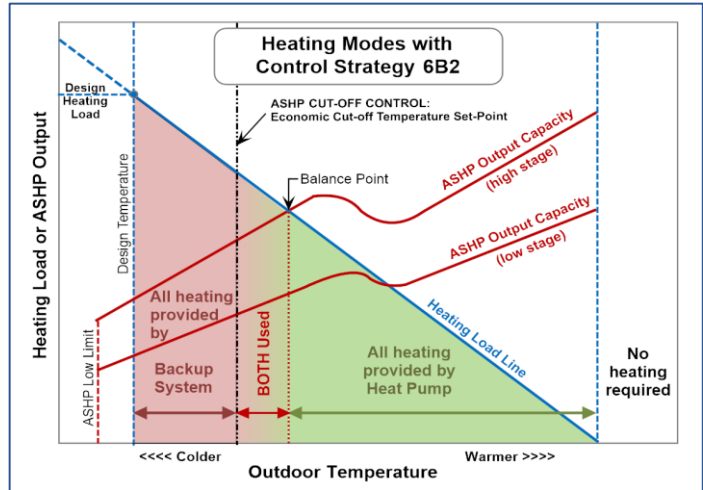 Heating Modes with
Control Strategy 6B2
Design
Heating
Load
ASHP CUT-OFF CONTROL:
Economic Cut-off Temperature Set-Point
Balance Point
ASHP Output Capacity
(high stage)
ASHP Output Capacity
(low stage)
Heating Load or ASHP Output
Design Temperature
ASHP Low Limit
All heating
provided
by
Backup
System
BOTH Used
All heating
provided by
Heat Pump
Heating Load Line
No
heating
required
<<<< Colder
Warmer >>>>
Outdoor Temperature